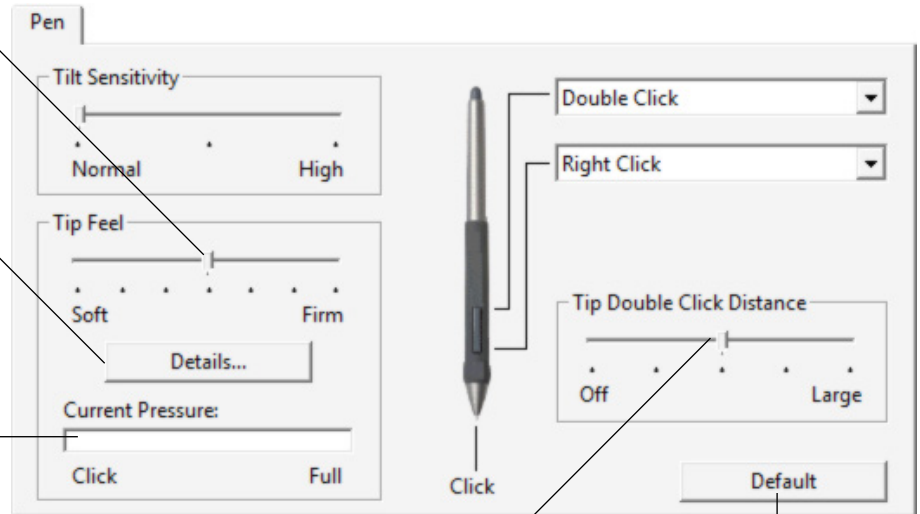 Pen
Tilt Sensitivity
Normal High
Tip Feel
Soft Firm
Details...
Current Pressure:
Click Full
Double Click
Right Click
Click
Tip Double Click Distance
Off Large
Default